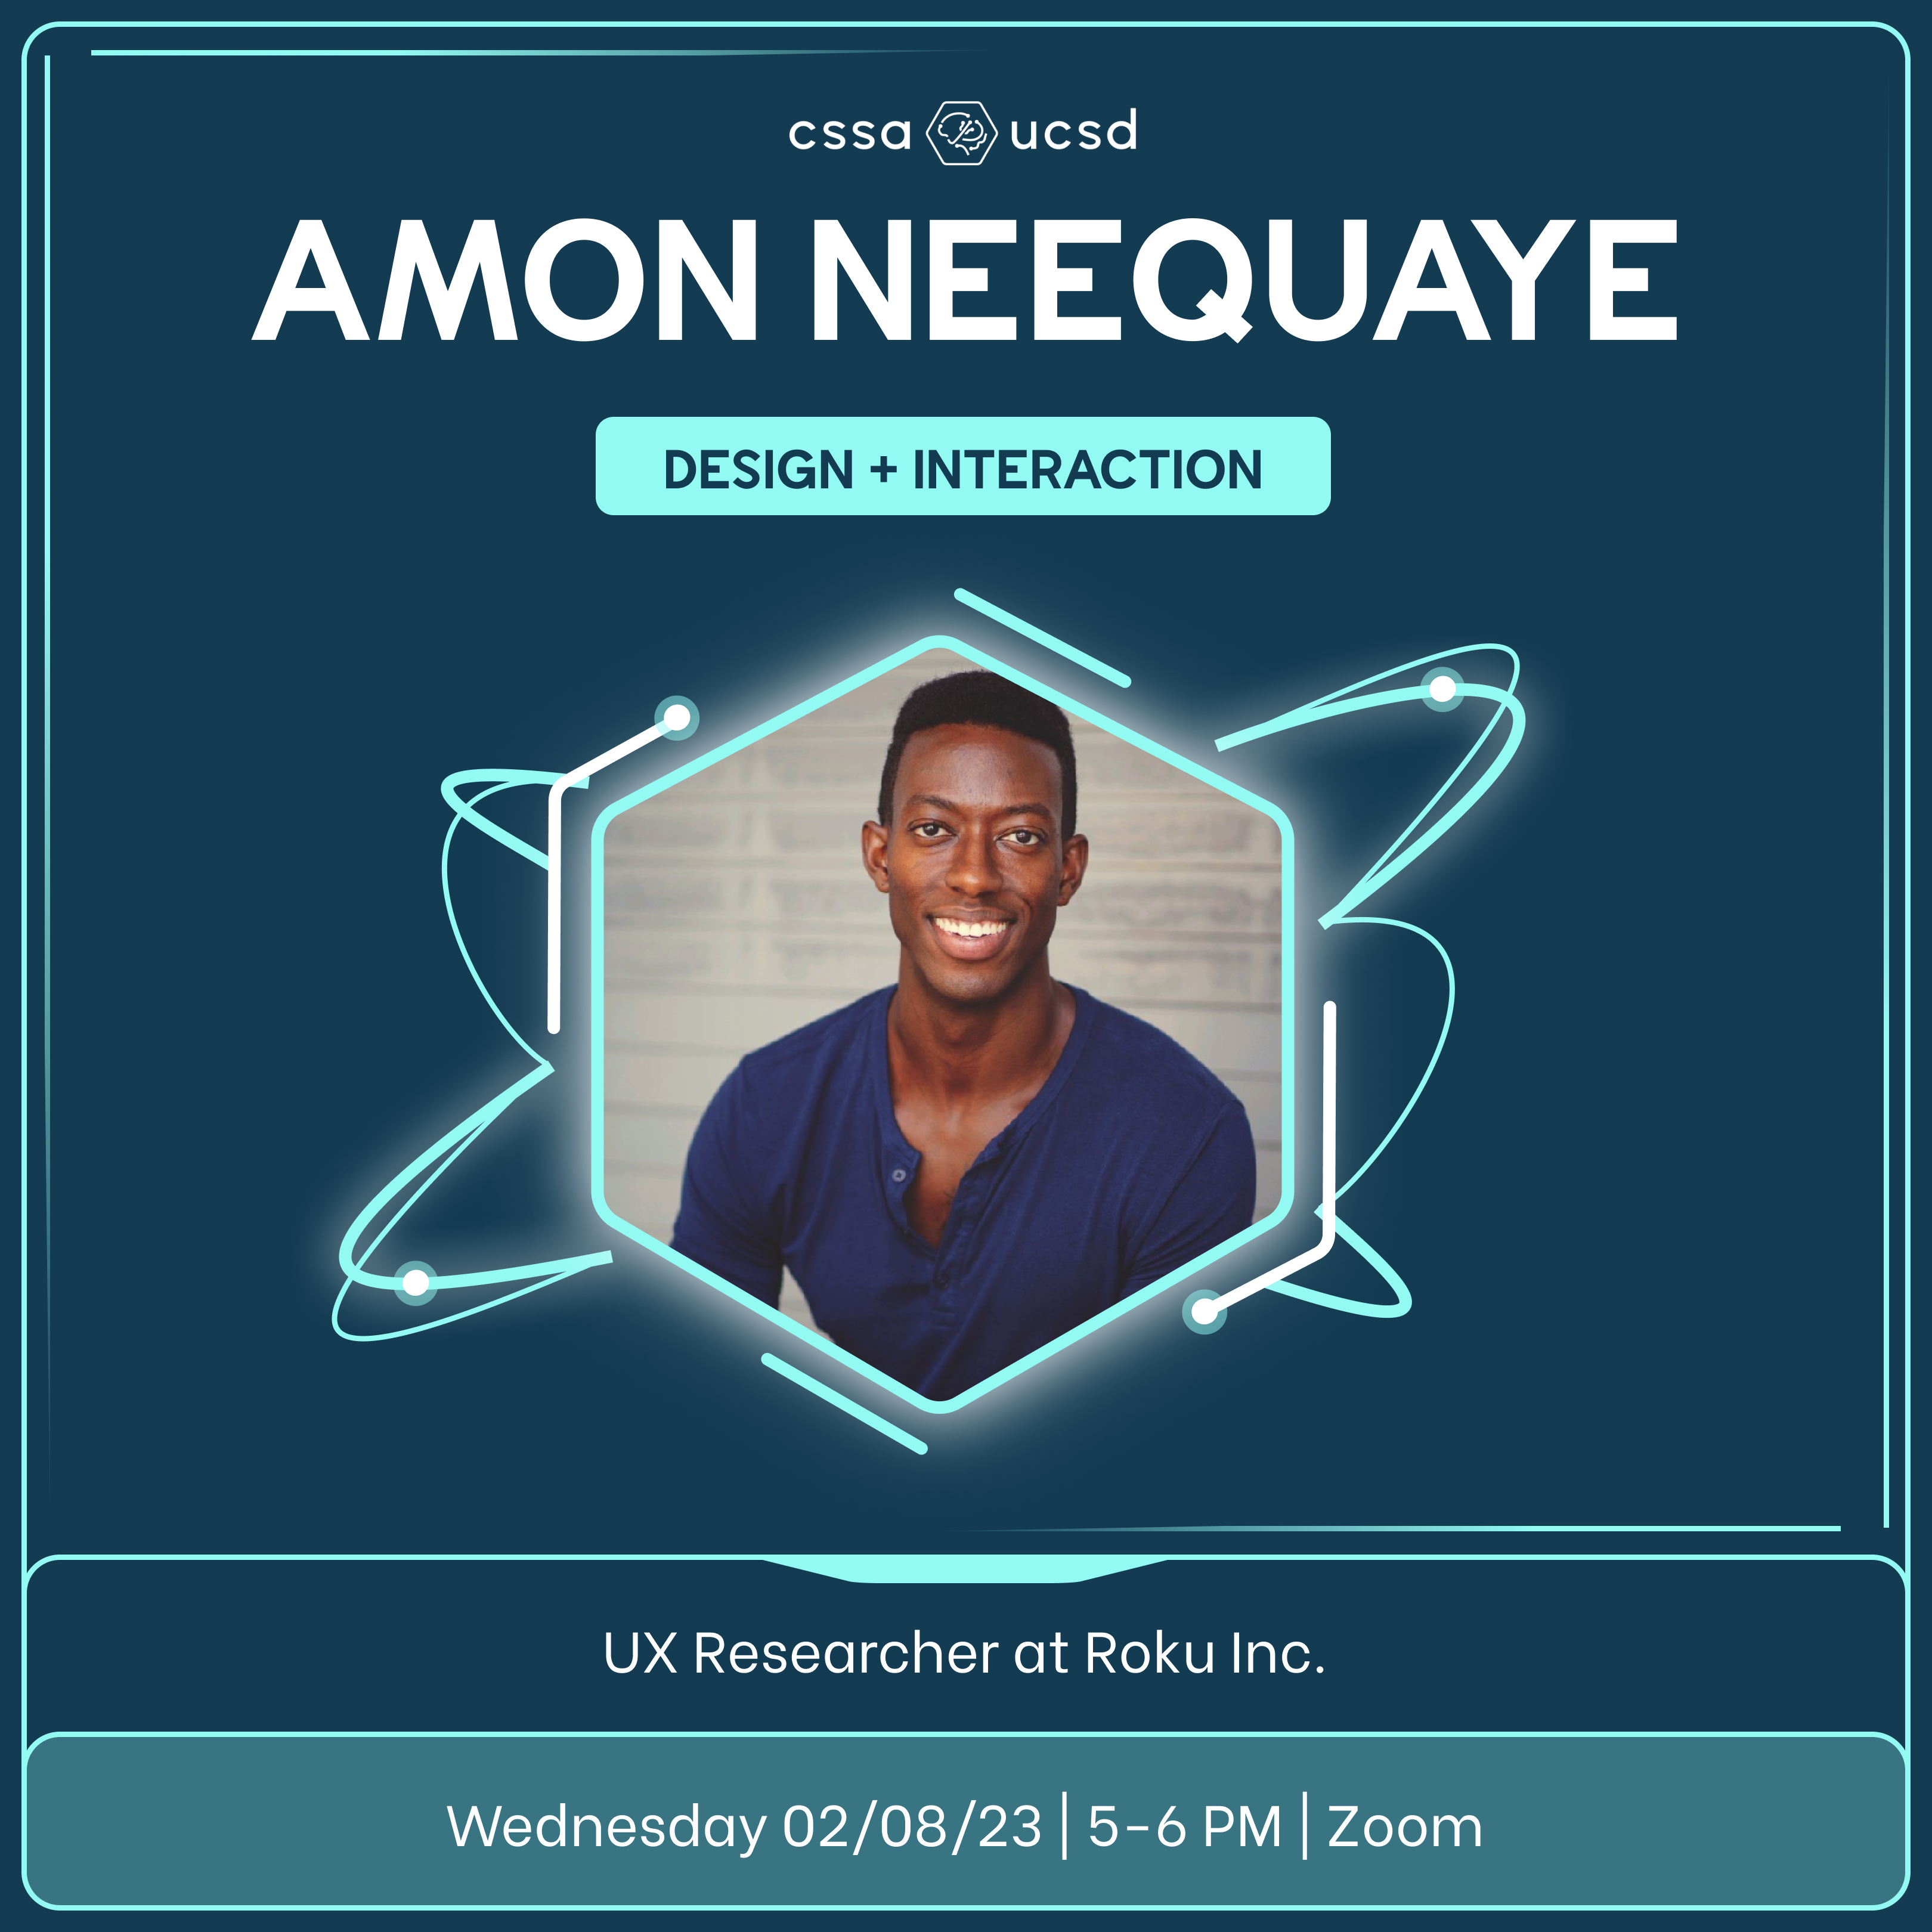 cssa ucsd
AMON NEEQUAYE
DESIGN + INTERACTION
UX Researcher at Roku Inc.
Wednesday 02/08/23 | 5-6 PM | Zoom